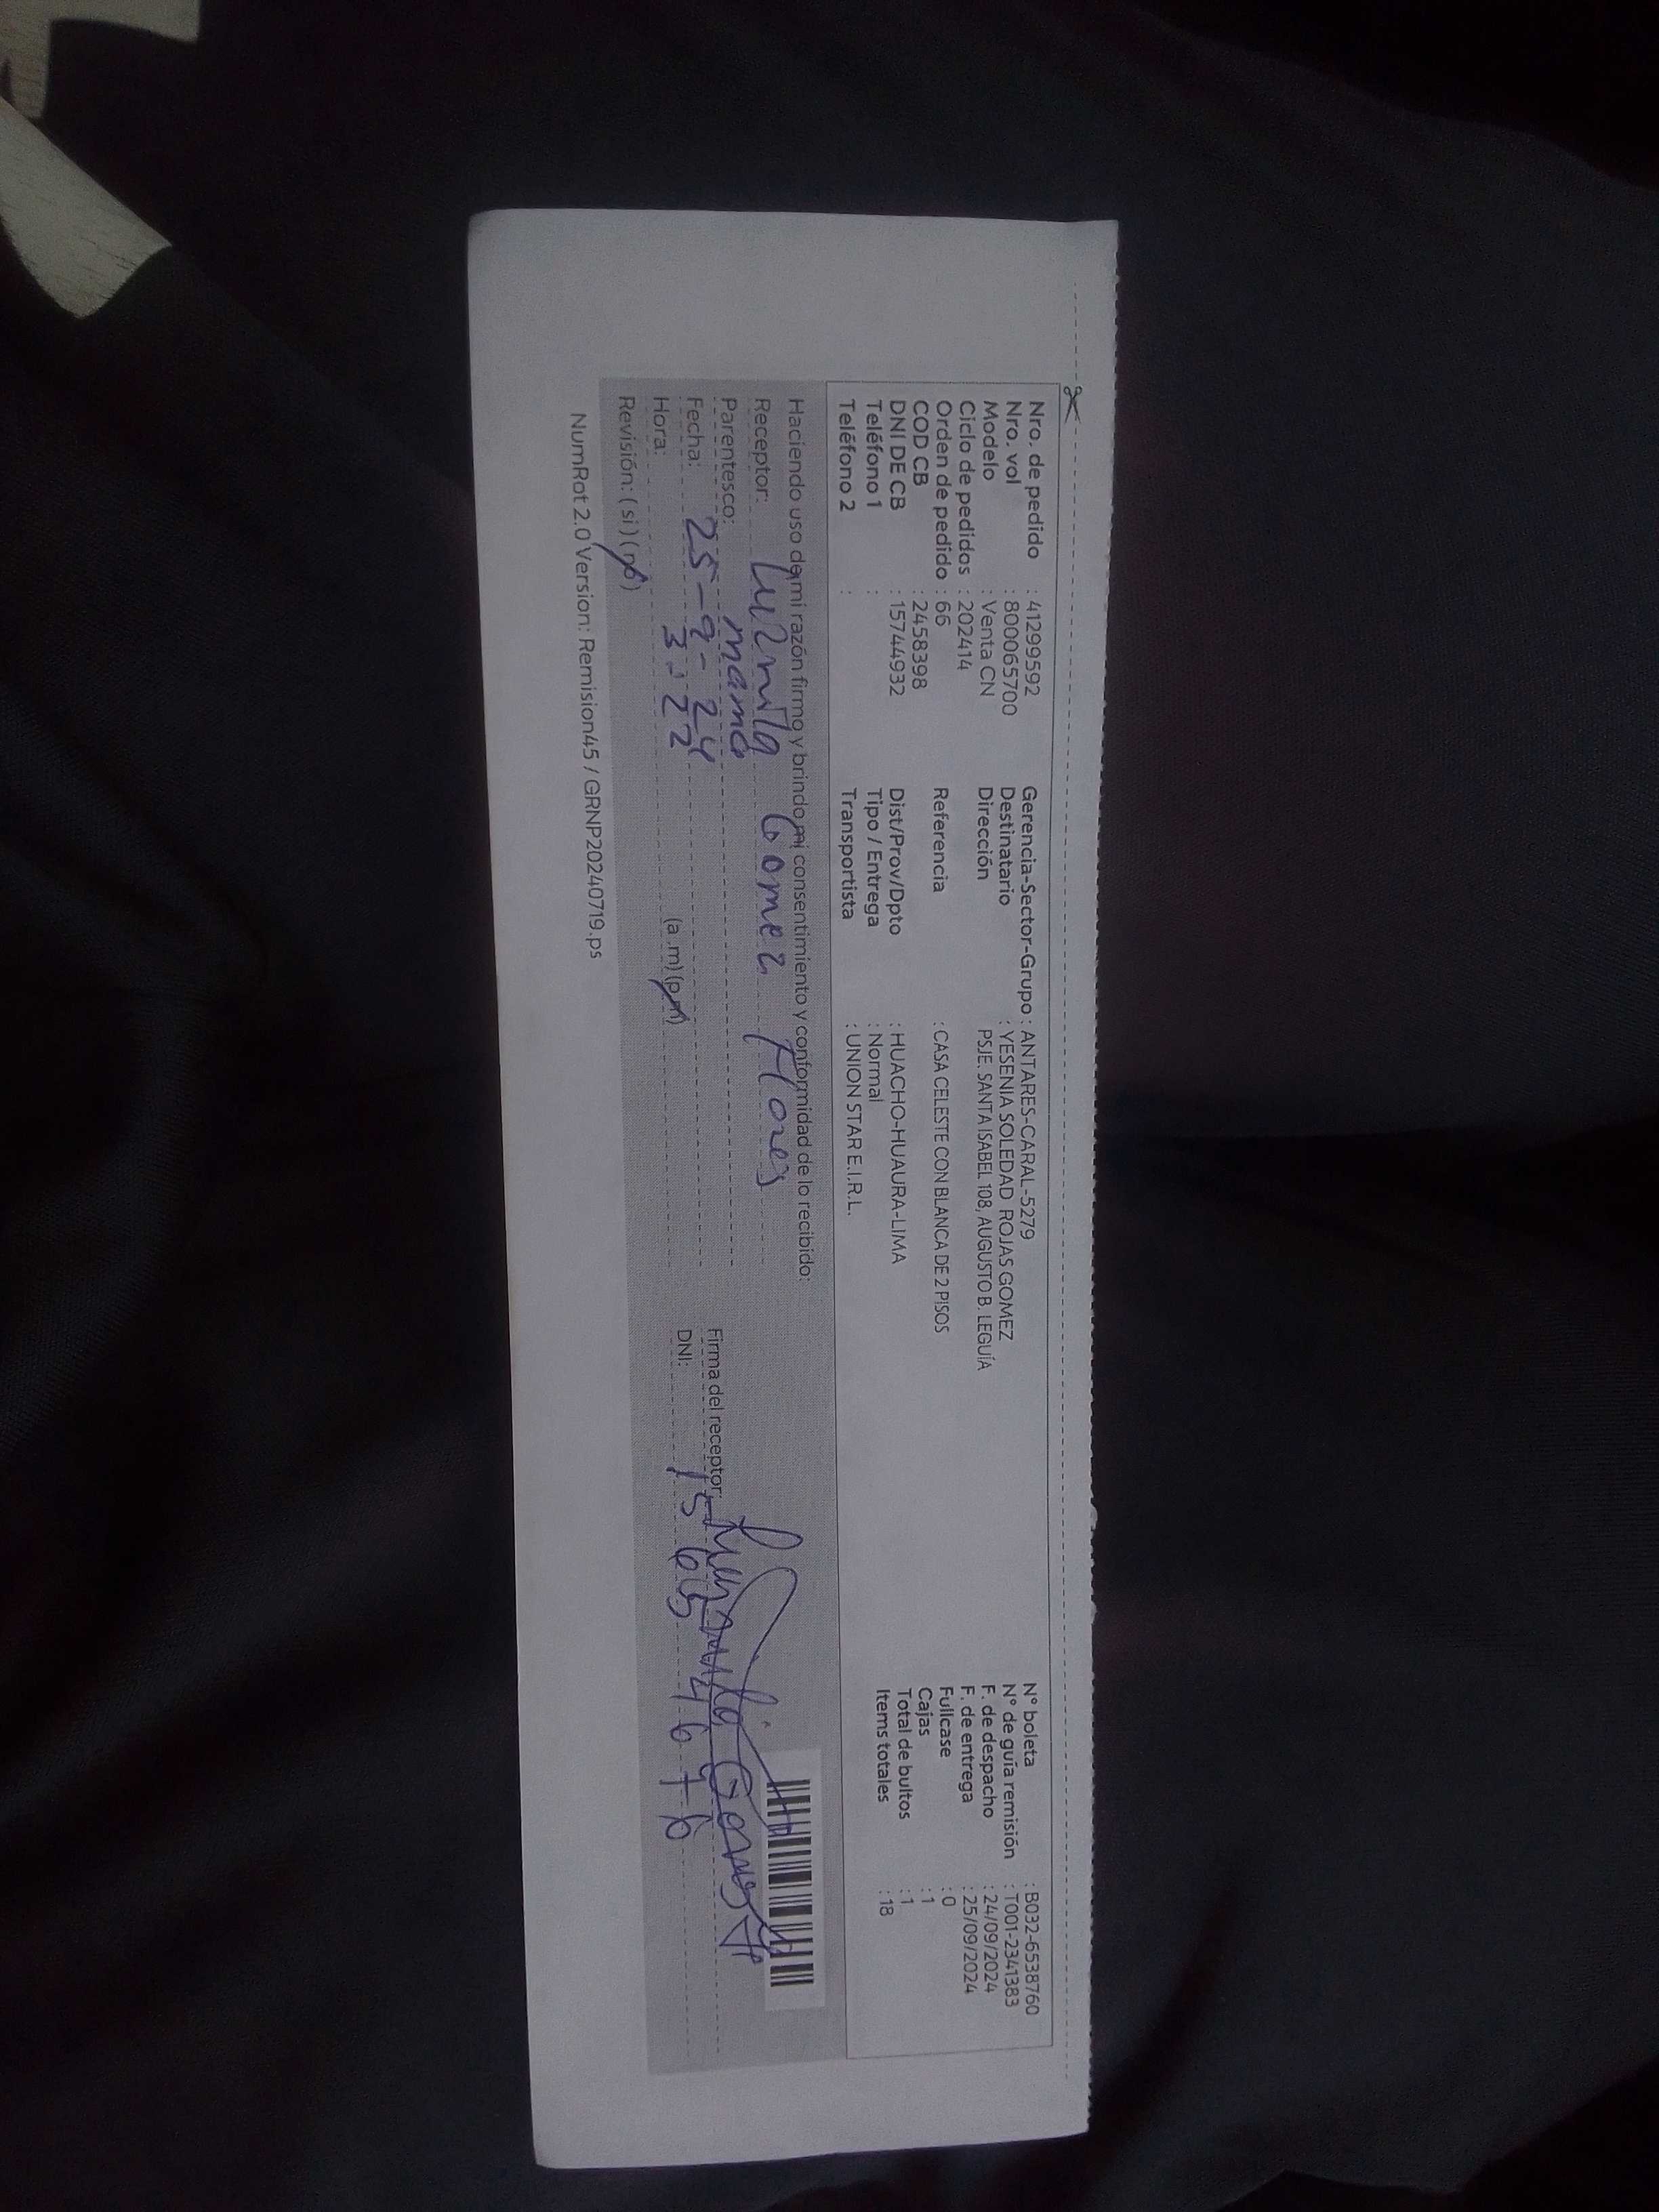 Nro. de pedido : 41299592
Nro. vol : 8000065700
Modelo : Venta CN
Ciclo de pedidos : 202414
Orden de pedido : 66
COD CB : 2458398
DNI DE CB : 15744932
Teléfono 1 :
Teléfono 2 :
Gerencia-Sector-Grupo : ANTARES-CARAL-5279
Destinatario : YESENIA SOLEDAD ROJAS GOMEZ
Dirección PSJE. SANTA ISABEL 108, AUGUSTO B. LEGUÍA
Referencia : CASA CELESTE CON BLANCA DE 2 PISOS
Dist/Prov/Dpto : HUACHO-HUAURA-LIMA
Tipo / Entrega : Normal
Transportista : UNION STAR E.I.R.L.
N° boleta : B032-6538760
N° de guía remisión : T001-2341383
F. de despacho : 24/09/2024
F. de entrega : 25/09/2024
Fullcase : 0
Cajas : 1
Total de bultos : 1
Items totales : 18
Haciendo uso de mi razón firmo y brindo mi consentimiento y conformidad de lo recibido:
Receptor: Luzmila Gomez Flores
Parentesco: mama
Fecha: 25-9-24
Hora: 3:22 (a.m) (pm)
Revisión: (si) (no)
Firma del receptor:
DNI: 15654676
NumRot 2.0 Version: Remision45 / GRNP20240719.ps